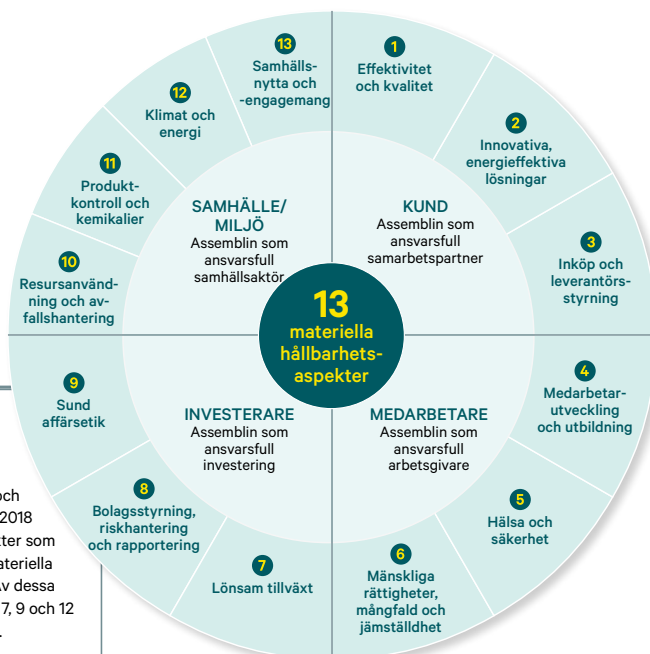 13
materiella
hållbarhets-
aspekter
KUND
Assemblin som
ansvarsfull
samarbetspartner
1
Effektivitet
och kvalitet
2
Innovativa,
energieffektiva
lösningar
3
Inköp och
leverantörs-
styrning
MEDARBETARE
Assemblin som
ansvarsfull
arbetsgivare
4
Medarbetar-
utveckling
och utbildning
5
Hälsa och
säkerhet
6
Mänskliga
rättigheter,
mångfald och
jämställdhet
INVESTERARE
Assemblin som
ansvarsfull
investering
7
Lönsam tillväxt
8
Bolagsstyrning,
riskhantering
och rapportering
9
Sund
affärsetik
SAMHÄLLE/
MILJÖ
Assemblin som
ansvarsfull
samhällsaktör
10
Resursanvänd-
ning och av-
fallshantering
11
Produkt-
kontroll och
kemikalier
12
Klimat och
energi
13
Samhälls-
nytta och
-engagemang
och
2018
som
dessa
7, 9 och 12